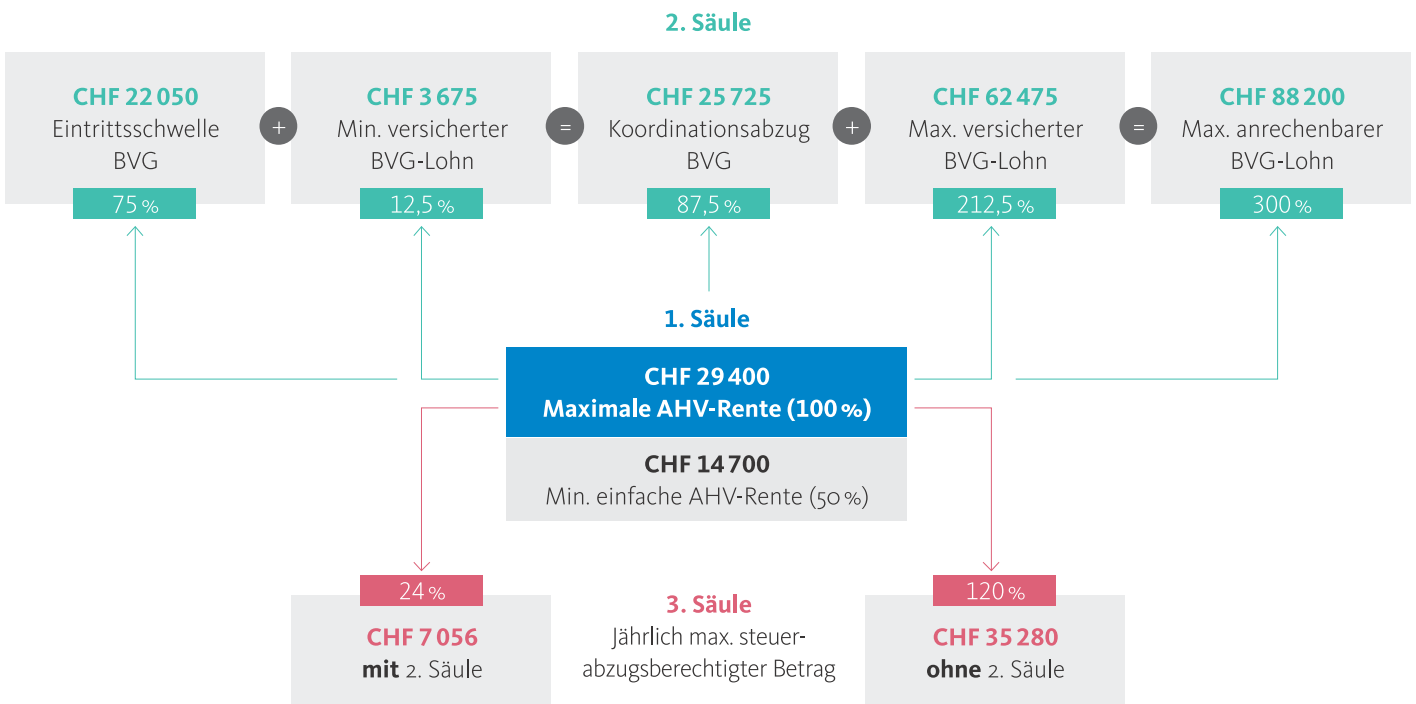 2. Säule
CHF 22 050
Eintrittsschwelle
BVG
75 %
+
CHF 3 675
Min. versicherter
BVG-Lohn
12,5 %
=
CHF 25 725
Koordinationsabzug
BVG
87,5 %
+
CHF 62 475
Max. versicherter
BVG-Lohn
212,5 %
=
CHF 88 200
Max. anrechenbarer
BVG-Lohn
300 %
1. Säule
CHF 29 400
Maximale AHV-Rente (100 %)
CHF 14 700
Min. einfache AHV-Rente (50 %)
24 %
CHF 7 056
mit 2. Säule
3. Säule
Jährlich max. steuer-
abzugsberechtigter Betrag
120 %
CHF 35 280
ohne 2. Säule